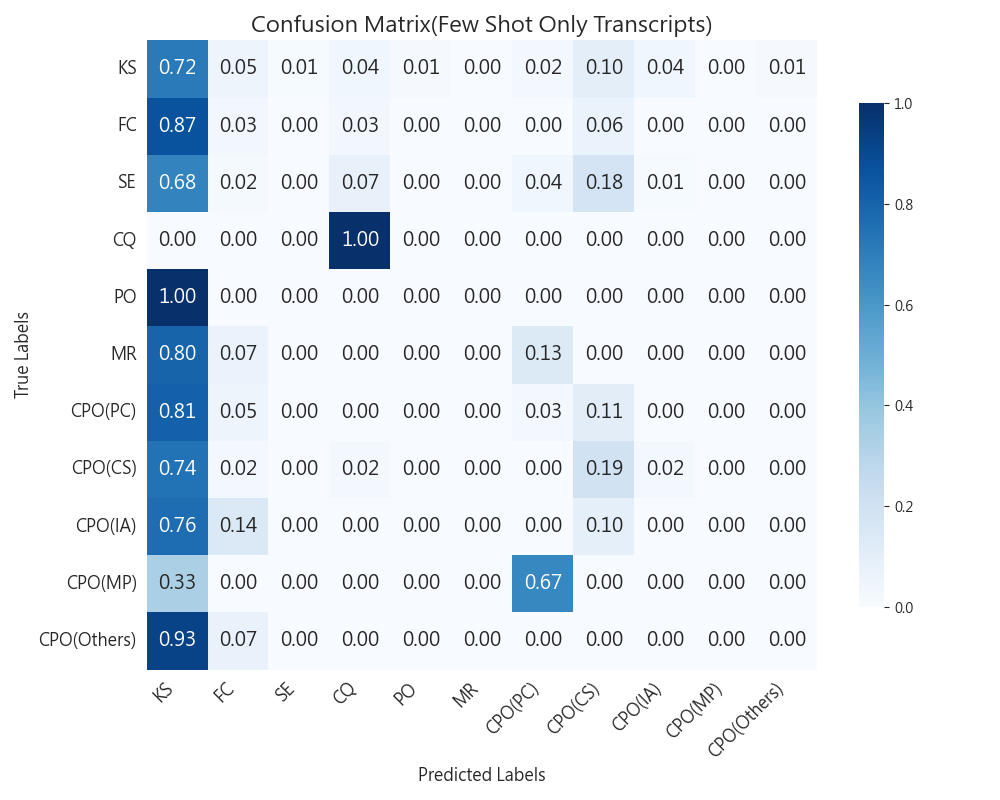 Confusion Matrix(Few Shot Only Transcripts)
True Labels
KS 0.72 0.05 0.01 0.04 0.01 0.00 0.02 0.10 0.04 0.00 0.01
FC 0.87 0.03 0.00 0.03 0.00 0.00 0.00 0.06 0.00 0.00 0.00
SE 0.68 0.02 0.00 0.07 0.00 0.00 0.04 0.18 0.01 0.00 0.00
CQ 0.00 0.00 0.00 1.00 0.00 0.00 0.00 0.00 0.00 0.00 0.00
PO 1.00 0.00 0.00 0.00 0.00 0.00 0.00 0.00 0.00 0.00 0.00
MR 0.80 0.07 0.00 0.00 0.00 0.00 0.13 0.00 0.00 0.00 0.00
CPO(PC) 0.81 0.05 0.00 0.00 0.00 0.00 0.03 0.11 0.00 0.00 0.00
CPO(CS) 0.74 0.02 0.00 0.02 0.00 0.00 0.00 0.19 0.02 0.00 0.00
CPO(IA) 0.76 0.14 0.00 0.00 0.00 0.00 0.00 0.10 0.00 0.00 0.00
CPO(MP) 0.33 0.00 0.00 0.00 0.00 0.00 0.67 0.00 0.00 0.00 0.00
CPO(Others) 0.93 0.07 0.00 0.00 0.00 0.00 0.00 0.00 0.00 0.00 0.00
KS FC SE CQ PO MR CPO(PC) CPO(CS) CPO(IA) CPO(MP) CPO(Others)
Predicted Labels
1.0
0.8
0.6
0.4
0.2
0.0